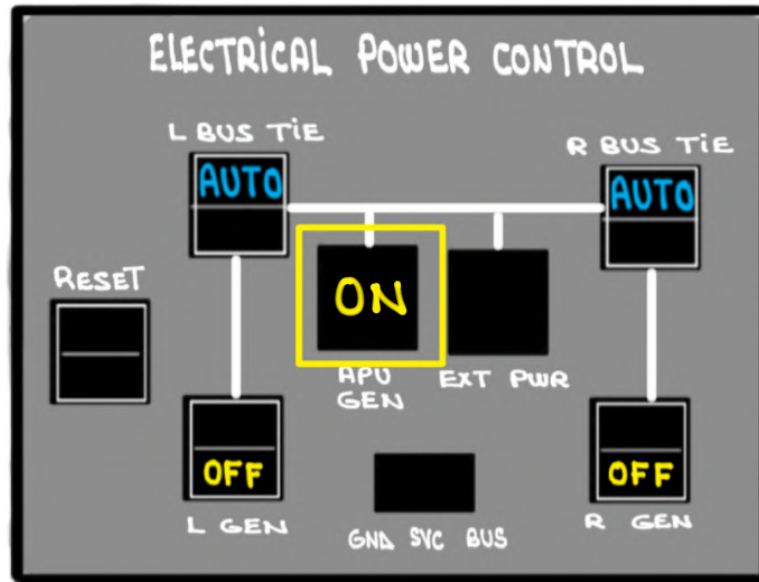 ELECTRICAL POWER CONTROL
L BUS TIE
R BUS TIE
AUTO
AUTO
RESET
ON
APU
GEN
EXT PWR
OFF
OFF
L GEN
GND SVC BUS
R GEN